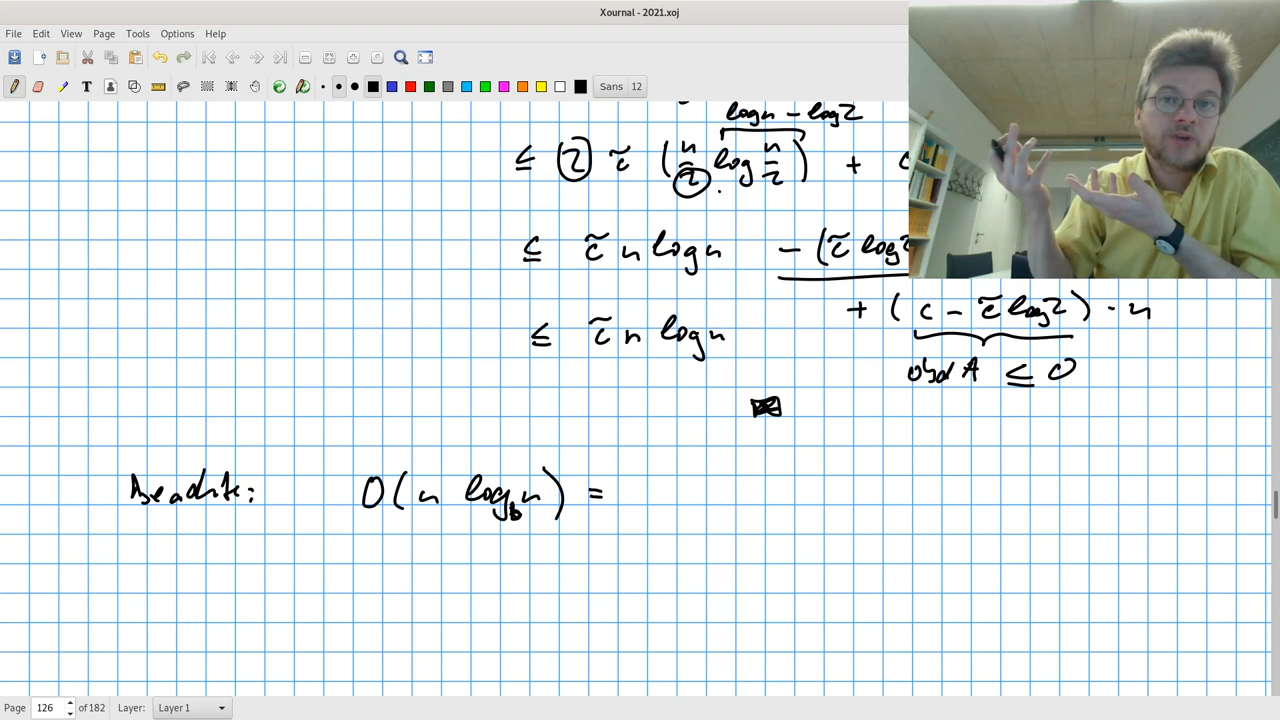 Xournal - 2021.xoj
File Edit View Page Tools Options Help
Sans 12
log n - log 2
≤ 2 c̃ ( n/2 log n/2 ) + c
≤ c̃ n log n - ( c̃ log 2
+ ( c - c̃ log 2 ) · n
≤ c̃ n log n
obdA ≤ 0
Beachte: O( n log_b n ) =
Page 126 of 182 Layer: Layer 1